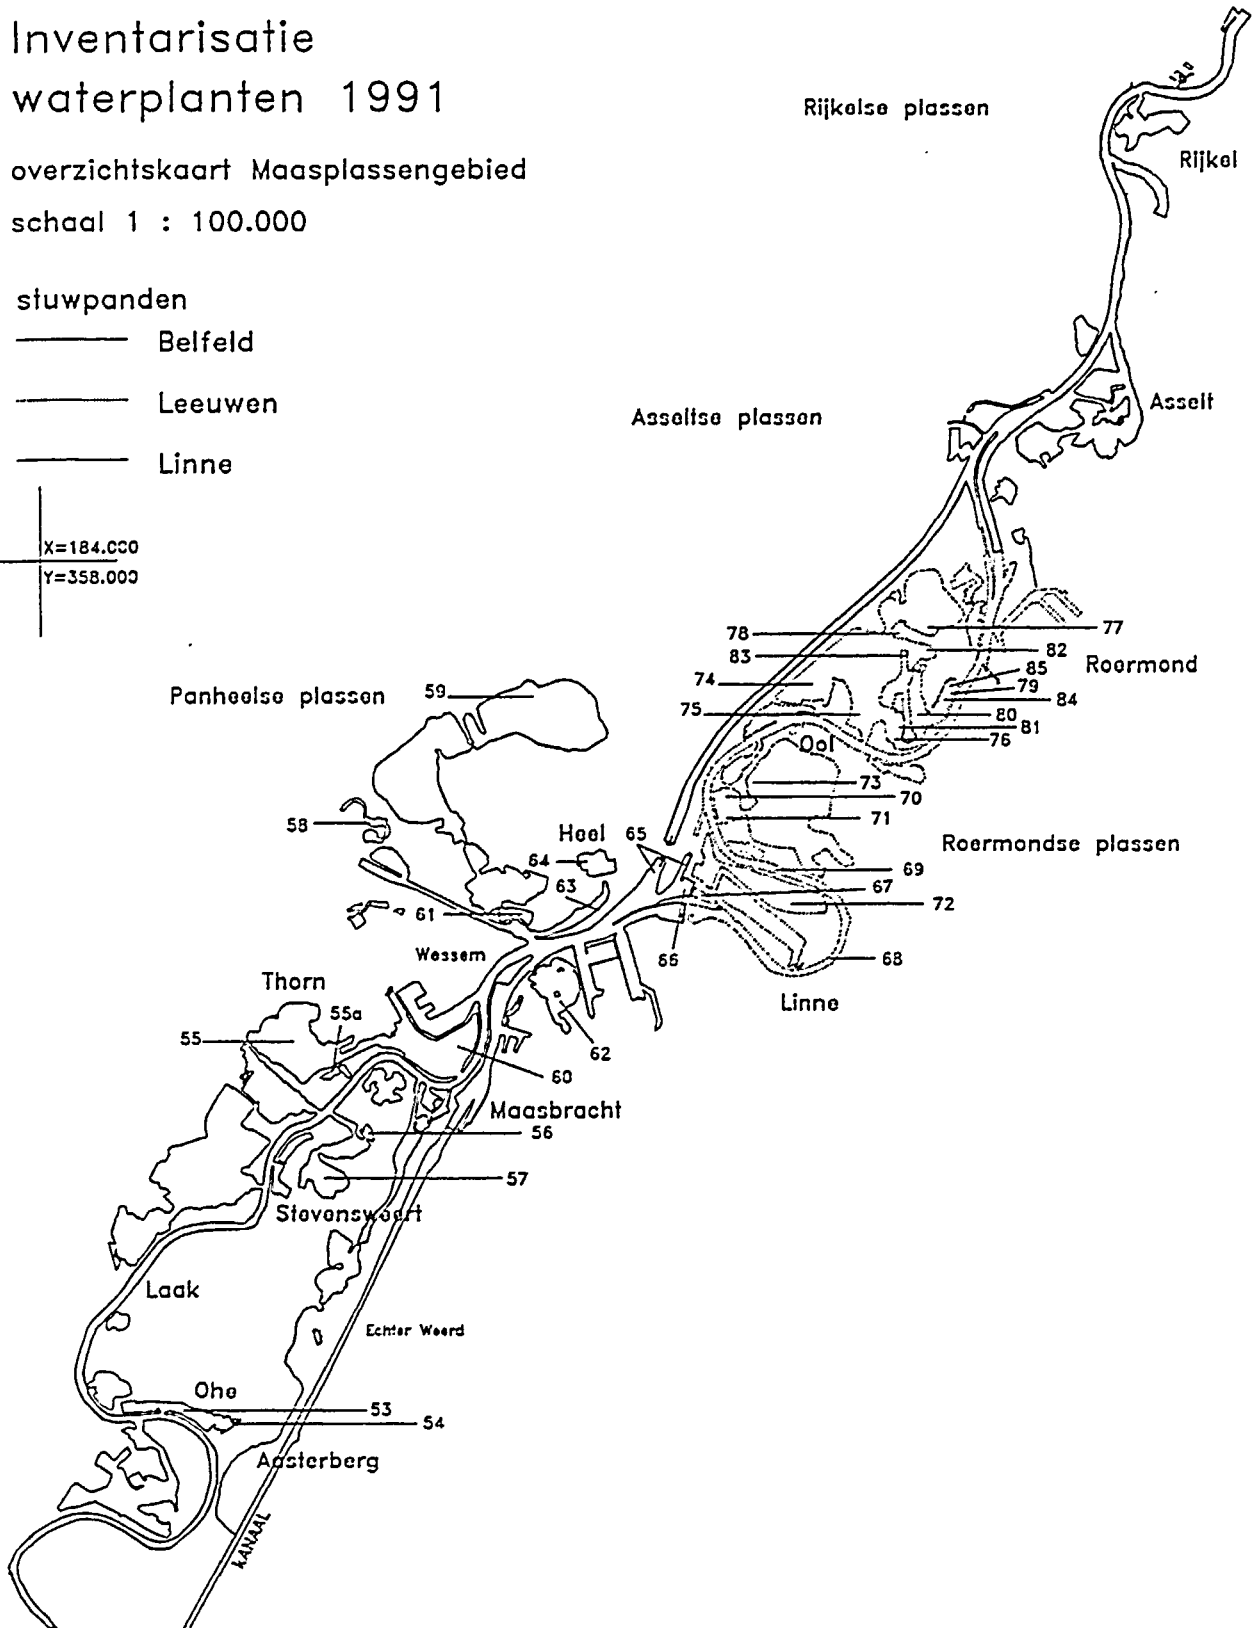 Inventarisatie
waterplanten 1991
overzichtskaart Maasplassengebied
schaal 1 : 100.000
stuwpanden
Belfeld
Leeuwen
Linne
X=184.000
Y=358.000
Rijkelse plassen
Rijkel
Asselt
Asseltse plassen
77
78
82
83
85
Roermond
74
79
84
Panheelse plassen
59
75
80
81
76
Ool
73
70
58
71
Heel
65
Roermondse plassen
64
69
63
67
72
61
Wessem
66
68
Thorn
Linne
55a
55
62
60
Maasbracht
56
57
Stevensweert
Laak
Echter Weerd
Ohe
53
54
Aasterberg
KANAAL